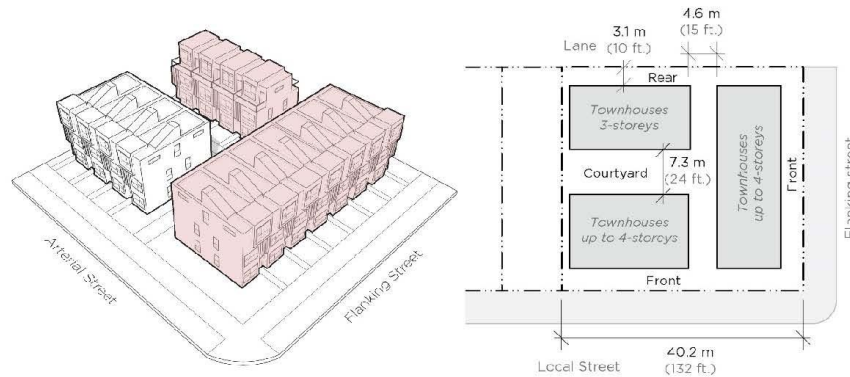 Arterial Street
Flanking Street
4.6 m
(15 ft.)
3.1 m
(10 ft.)
Lane
Rear
Townhouses
3-storeys
Courtyard
7.3 m
(24 ft.)
Townhouses
up to 4-storeys
Front
Townhouses
up to 4-storeys
Front
Flanking street
40.2 m
(132 ft.)
Local Street